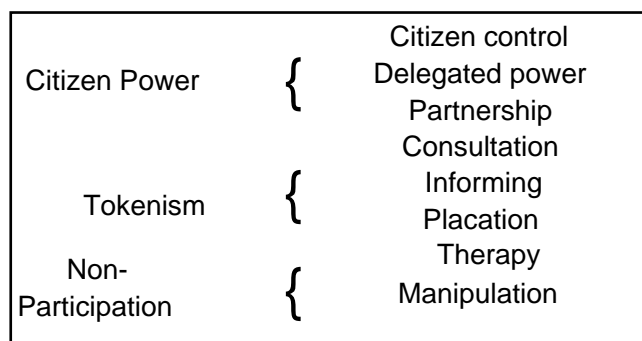 Citizen control
Citizen Power { Delegated power
Partnership
Consultation
Tokenism { Informing
Placation
Therapy
Non-
Participation { Manipulation